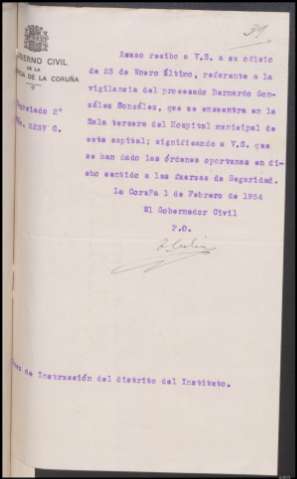 39.
GOBIERNO CIVIL
DE LA
DE LA CORUÑA
Negociado 2º
Acuso recibo a V.S. a su oficio
de 23 de Enero último, referente a la
vigilancia del procesado Bernardo Gon-
zález González, que se encuentra en la
Sala tercera del Hospital municipal de
esta capital; significando a V.S. que
se han dado las órdenes oportunas en di-
cho sentido a las fuerzas de Seguridad.
La Coruña 1 de Febrero de 1934
El Gobernador Civil
P.O.
de Instrucción del distrito del Instituto.